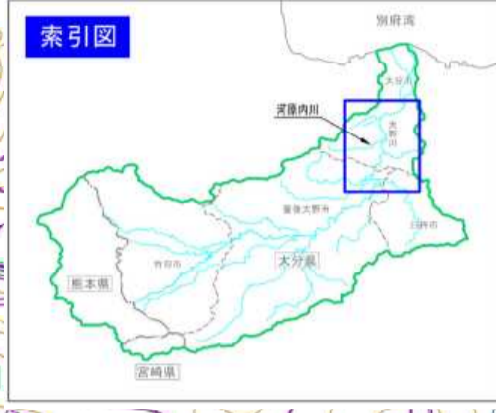 索引図
別府湾
大分市
河原内川
大野川
豊後大野市
臼杵市
竹田市
大分県
熊本県
宮崎県